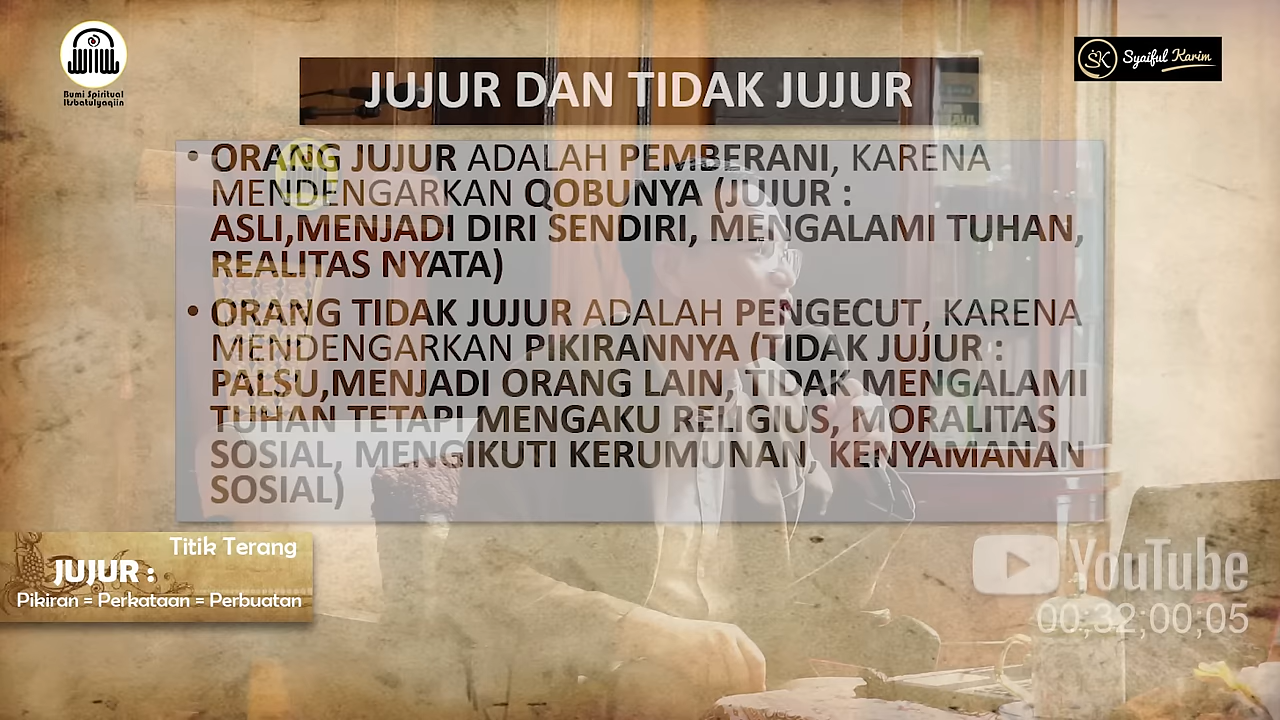 Bumi Spiritual
Itsbatulyaqiin
SK Syaiful Karim
JUJUR DAN TIDAK JUJUR
• ORANG JUJUR ADALAH PEMBERANI, KARENA
MENDENGARKAN QOBUNYA (JUJUR :
ASLI,MENJADI DIRI SENDIRI, MENGALAMI TUHAN,
REALITAS NYATA)
• ORANG TIDAK JUJUR ADALAH PENGECUT, KARENA
MENDENGARKAN PIKIRANNYA (TIDAK JUJUR :
PALSU,MENJADI ORANG LAIN, TIDAK MENGALAMI
TUHAN TETAPI MENGAKU RELIGIUS, MORALITAS
SOSIAL, MENGIKUTI KERUMUNAN, KENYAMANAN
SOSIAL)
Titik Terang
JUJUR :
Pikiran = Perkataan = Perbuatan
YouTube
00;32;00;05